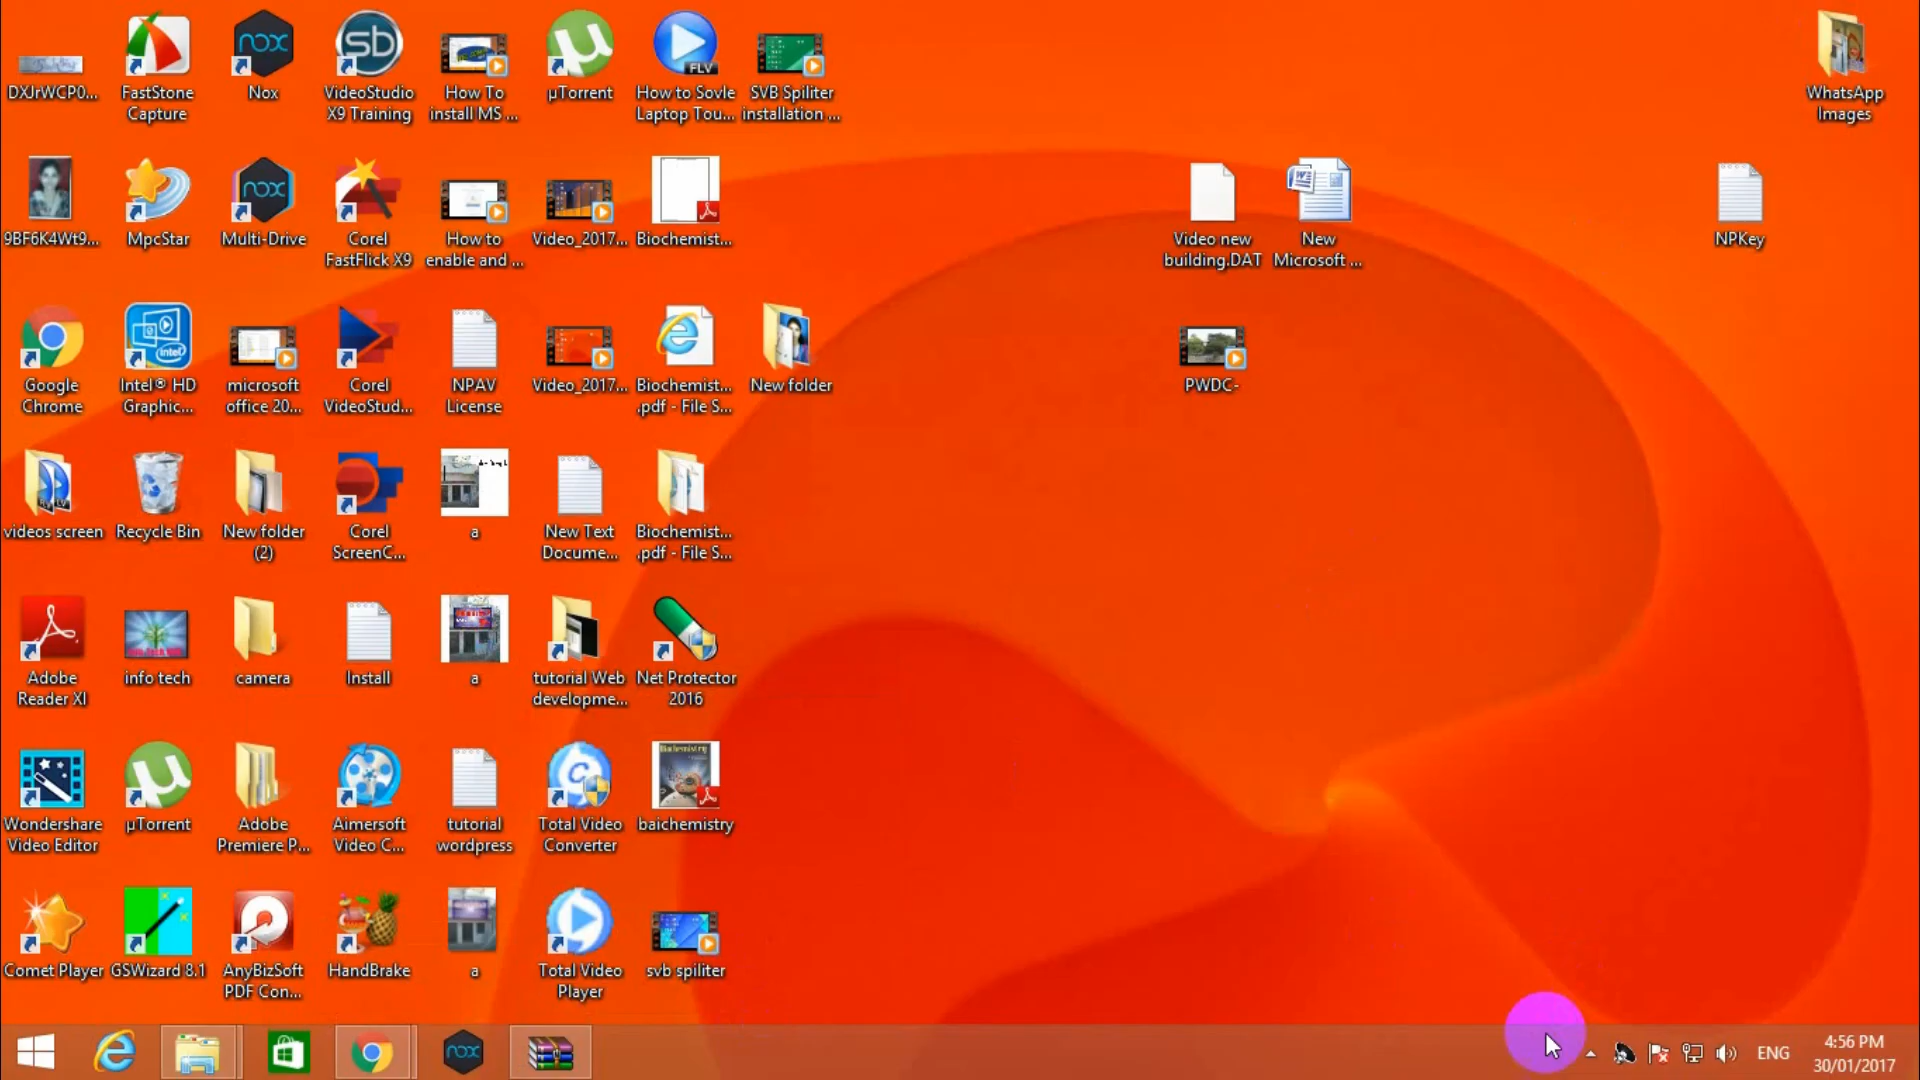 DXJrWCP0...
FastStone
Capture
Nox
VideoStudio
X9 Training
How To
install MS ...
µTorrent
How to Sovle
Laptop Tou...
SVB Spiliter
installation ...
WhatsApp
Images
9BF6K4Wt9...
MpcStar
Multi-Drive
Corel
FastFlick X9
How to
enable and ...
Video_2017...
Biochemist...
Video new
building.DAT
New
Microsoft ...
NPKey
Google
Chrome
Intel® HD
Graphic...
microsoft
office 20...
Corel
VideoStud...
NPAV
License
Video_2017...
Biochemist...
.pdf - File S...
New folder
PWDC-
videos screen
Recycle Bin
New folder
(2)
Corel
ScreenC...
a
New Text
Docume...
Biochemist...
.pdf - File S...
Adobe
Reader XI
info tech
camera
Install
a
tutorial Web
developme...
Net Protector
2016
Wondershare
Video Editor
µTorrent
Adobe
Premiere P...
Aimersoft
Video C...
tutorial
wordpress
Total Video
Converter
baichemistry
Comet Player
GSWizard 8.1
AnyBizSoft
PDF Con...
HandBrake
a
Total Video
Player
svb spiliter
nox
ENG
4:56 PM
30/01/2017